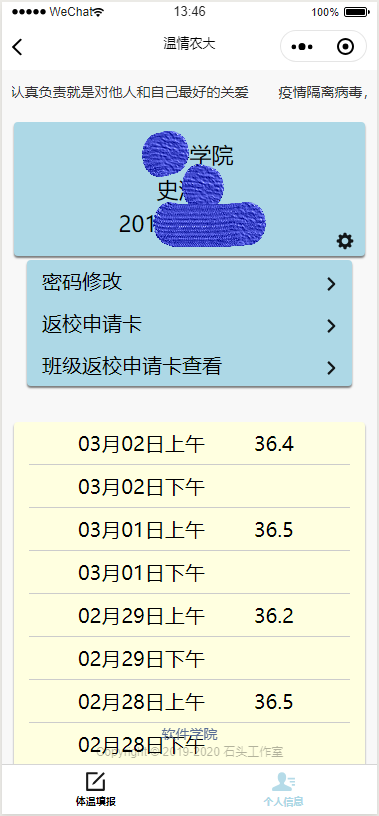 WeChat 13:46 100%
温情农大
认真负责就是对他人和自己最好的关爱 疫情隔离病毒，
学院
史
201
密码修改
返校申请卡
班级返校申请卡查看
03月02日上午 36.4
03月02日下午
03月01日上午 36.5
03月01日下午
02月29日上午 36.2
02月29日下午
02月28日上午 36.5
软件学院
02月28日下午
Copyright © 2019-2020 石头工作室
体温填报 个人信息